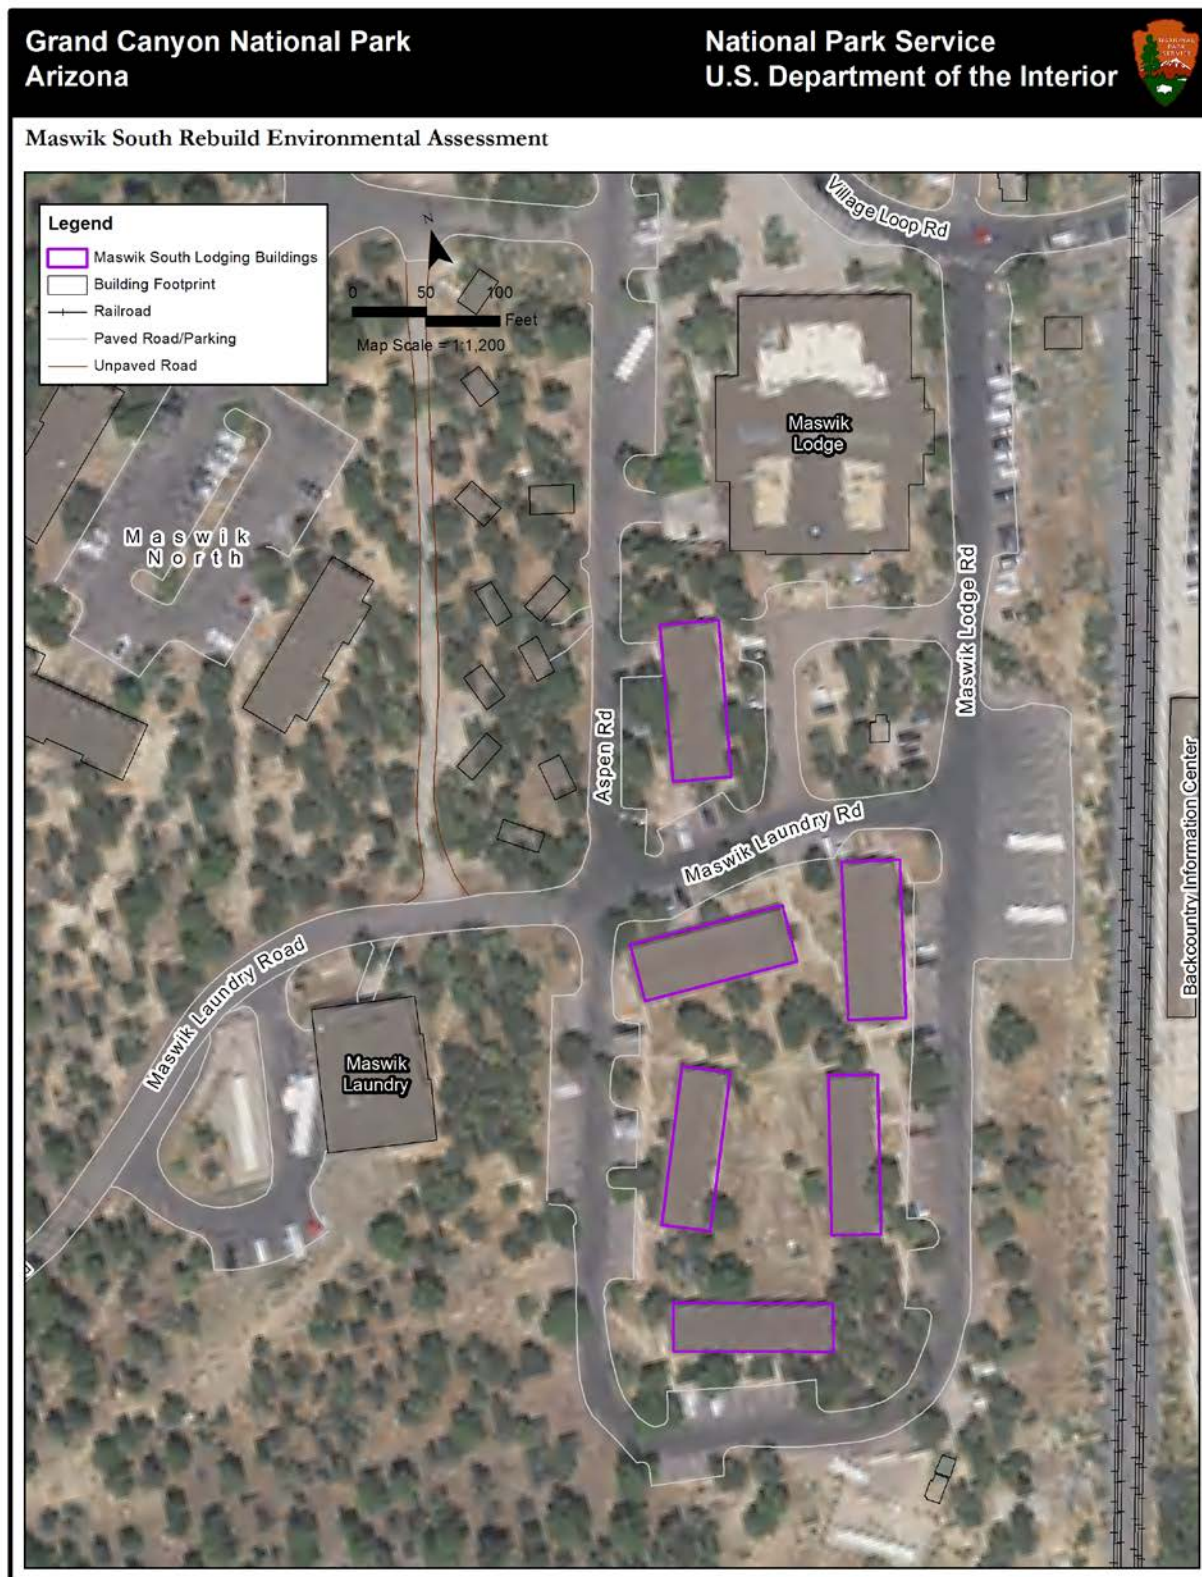 Grand Canyon National Park
Arizona
National Park Service
U.S. Department of the Interior
NATIONAL
PARK
SERVICE
Maswik South Rebuild Environmental Assessment
Legend
Maswik South Lodging Buildings
Building Footprint
Railroad
Paved Road/Parking
Unpaved Road
N
0 50 100
Feet
Map Scale = 1:1,200
Village Loop Rd
Maswik
Lodge
Maswik
North
Maswik Lodge Rd
Aspen Rd
Maswik Laundry Rd
Backcountry Information Center
Maswik Laundry Road
Maswik
Laundry